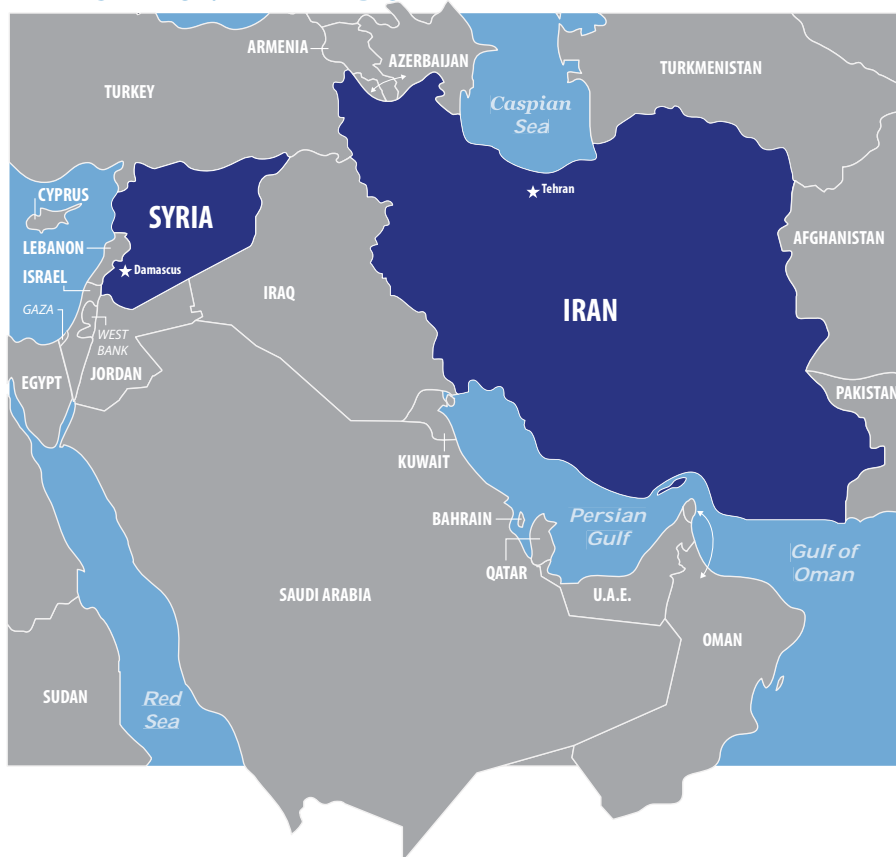 ARMENIA
AZERBAIJAN
TURKMENISTAN
TURKEY
Caspian
Sea
Tehran
CYPRUS
SYRIA
LEBANON
AFGHANISTAN
Damascus
ISRAEL
IRAQ
GAZA
IRAN
WEST
BANK
JORDAN
EGYPT
PAKISTAN
KUWAIT
BAHRAIN
Persian
Gulf
Gulf of
Oman
QATAR
SAUDI ARABIA
U.A.E.
OMAN
SUDAN
Red
Sea